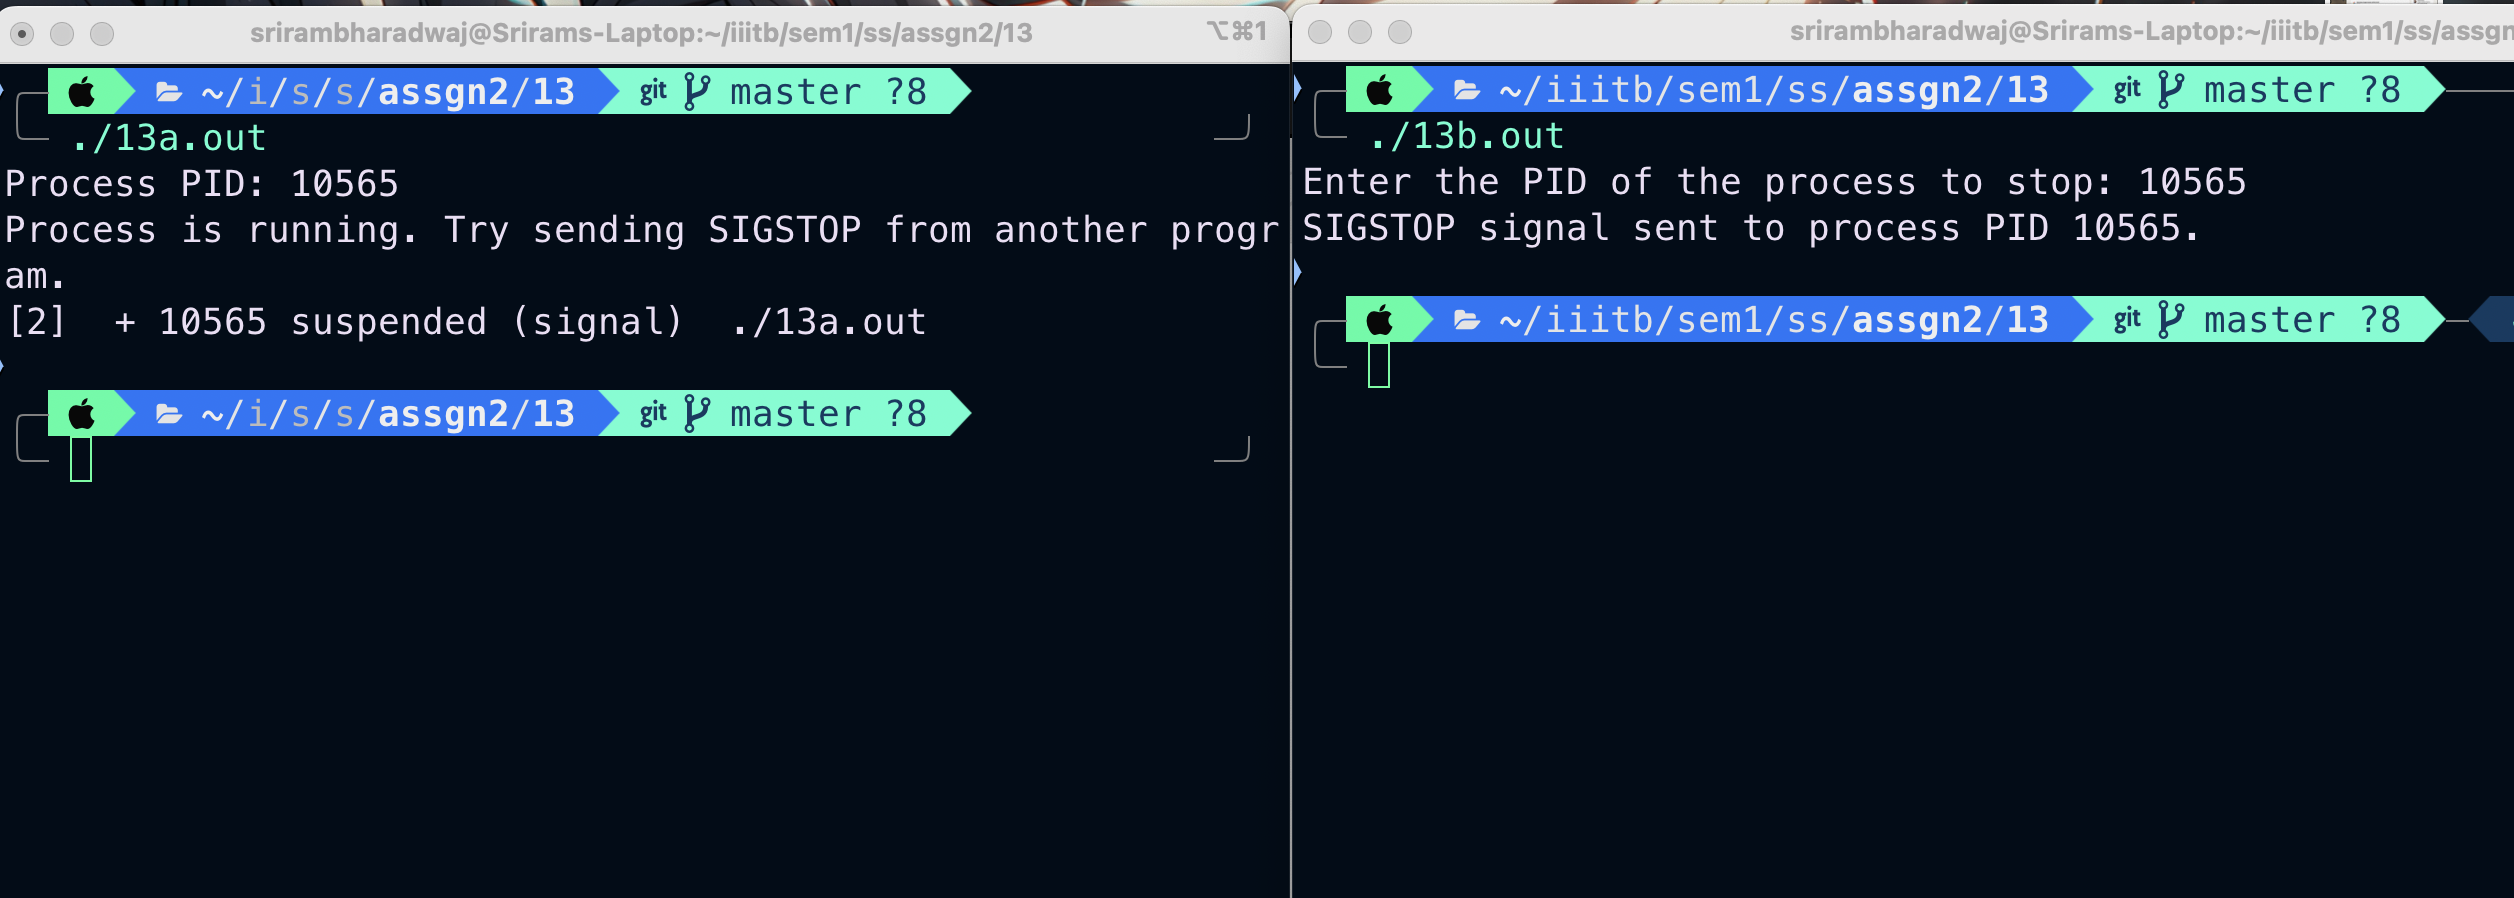 srirambharadwaj@Srirams-Laptop:~/iiitb/sem1/ss/assgn2/13 ⌥⌘1
~/i/s/s/assgn2/13 git master ?8
./13a.out
Process PID: 10565
Process is running. Try sending SIGSTOP from another progr
am.
[2]  + 10565 suspended (signal)  ./13a.out
~/i/s/s/assgn2/13 git master ?8
srirambharadwaj@Srirams-Laptop:~/iiitb/sem1/ss/assgn
~/iiitb/sem1/ss/assgn2/13 git master ?8
./13b.out
Enter the PID of the process to stop: 10565
SIGSTOP signal sent to process PID 10565.
~/iiitb/sem1/ss/assgn2/13 git master ?8